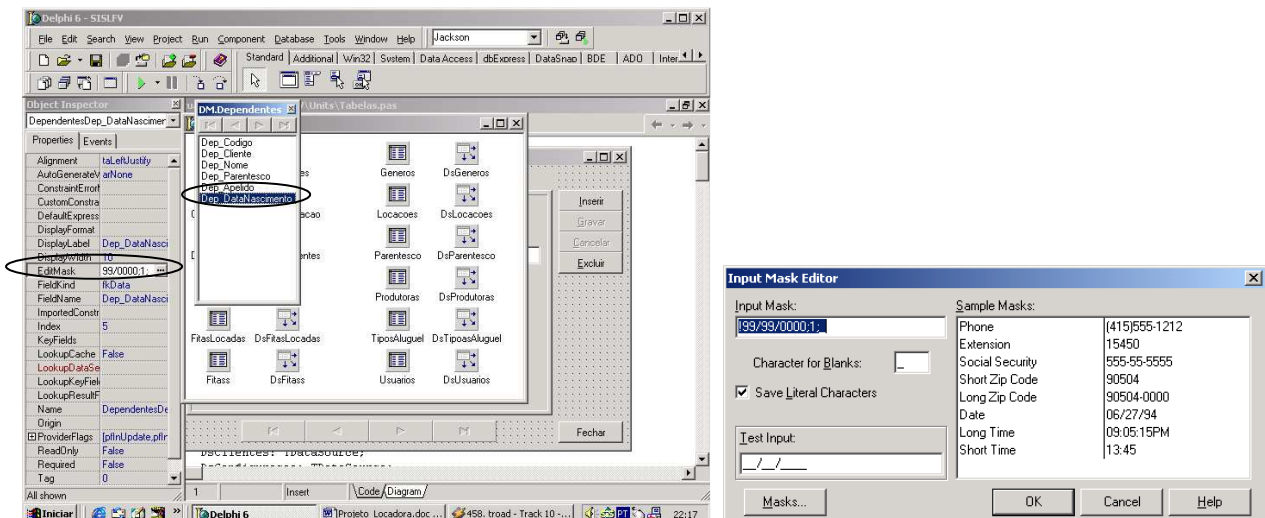 Delphi 6 - SISLFV
File Edit Search View Project Run Component Database Tools Window Help
Jackson
Standard Additional Win32 System Data Access dbExpress DataSnap BDE ADO Inter
Object Inspector
\Units\Tabelas.pas
DM.Dependentes
DependentesDep_DataNascimer
Properties Events
Alignment taLeftJustify
AutoGenerateV arNone
ConstraintErrorM
CustomConstra
DefaultExpress
DisplayFormat
DisplayLabel Dep_DataNasci
DisplayWidth 10
EditMask 99/0000;1;_ ...
FieldKind fkData
FieldName Dep_DataNasci
ImportedConstr
Index 5
KeyFields
LookupCache False
LookupDataSe
LookupKeyField
LookupResultF
Name DependentesDe
Origin
ProviderFlags [pfInUpdate,pfIr
ReadOnly False
Required False
Tag 0
All shown
Dep_Codigo
Dep_Cliente
Dep_Nome
Dep_Parentesco
Dep_Apelido
Dep_DataNascimento
Generos DsGeneros
Locacoes DsLocacoes
Parentesco DsParentesco
Produtoras DsProdutoras
FitasLocadas DsFitasLocadas TiposAluguel DsTipoasAluguel
Fitass DsFitass Usuarios DsUsuarios
Inserir
Gravar
Cancelar
Excluir
Fechar
DsClientes: TDataSource;
1 Insert Code Diagram
Iniciar Delphi 6 Projeto Locadora.doc ... 458. troad - Track 10 -... PT 22:17
Input Mask Editor
Input Mask:
!99/99/0000;1;_
Character for Blanks: _
Save Literal Characters
Test Input:
__/__/____
Masks...
Sample Masks:
Phone (415)555-1212
Extension 15450
Social Security 555-55-5555
Short Zip Code 90504
Long Zip Code 90504-0000
Date 06/27/94
Long Time 09:05:15PM
Short Time 13:45
OK Cancel Help